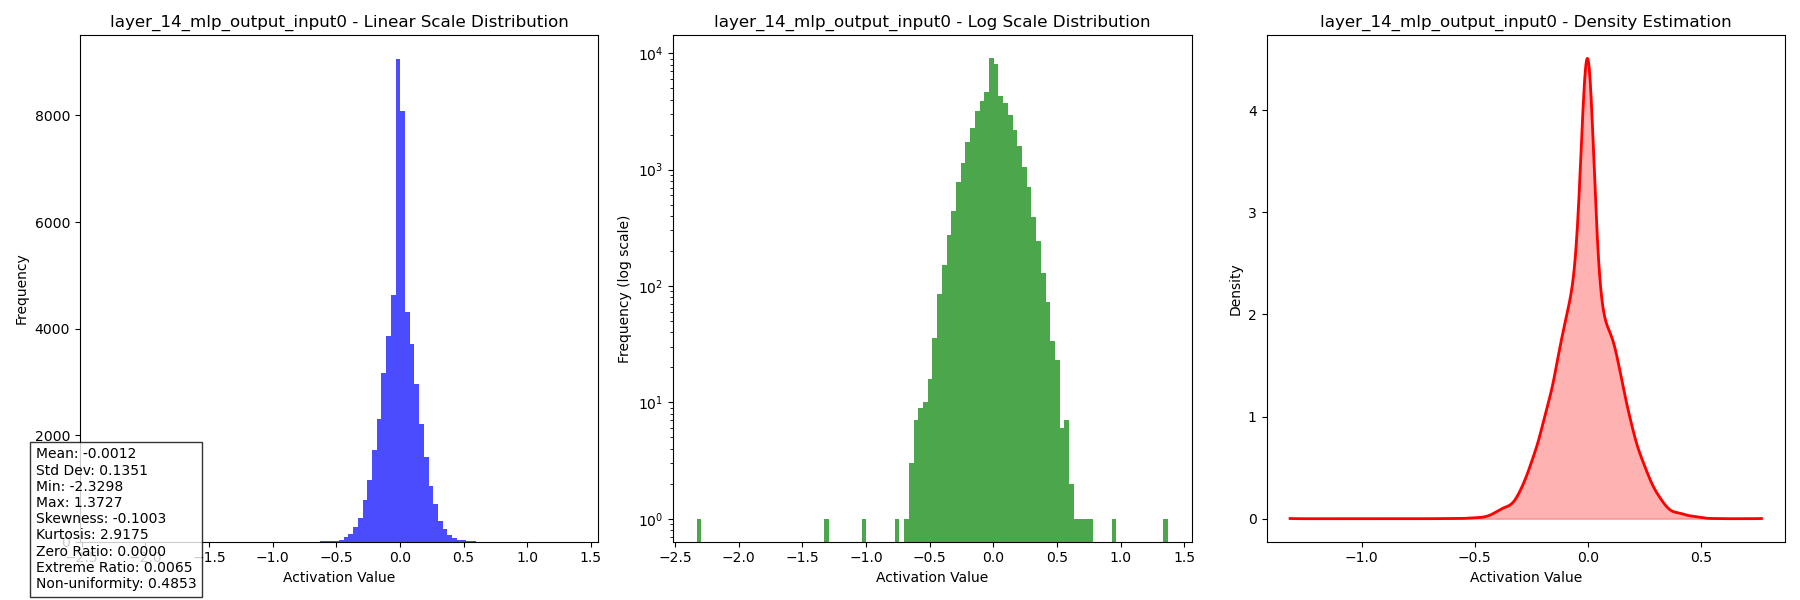 layer_14_mlp_output_input0 - Linear Scale Distribution
8000
6000
4000
2000
0
Frequency
−1.5
−1.0
−0.5
0.0
0.5
1.0
1.5
Activation Value
Mean: -0.0012
Std Dev: 0.1351
Min: -2.3298
Max: 1.3727
Skewness: -0.1003
Kurtosis: 2.9175
Zero Ratio: 0.0000
Extreme Ratio: 0.0065
Non-uniformity: 0.4853
layer_14_mlp_output_input0 - Log Scale Distribution
10⁴
10³
10²
10¹
10⁰
Frequency (log scale)
−2.5
−2.0
−1.5
−1.0
−0.5
0.0
0.5
1.0
1.5
Activation Value
layer_14_mlp_output_input0 - Density Estimation
4
3
2
1
0
Density
−1.0
−0.5
0.0
0.5
Activation Value